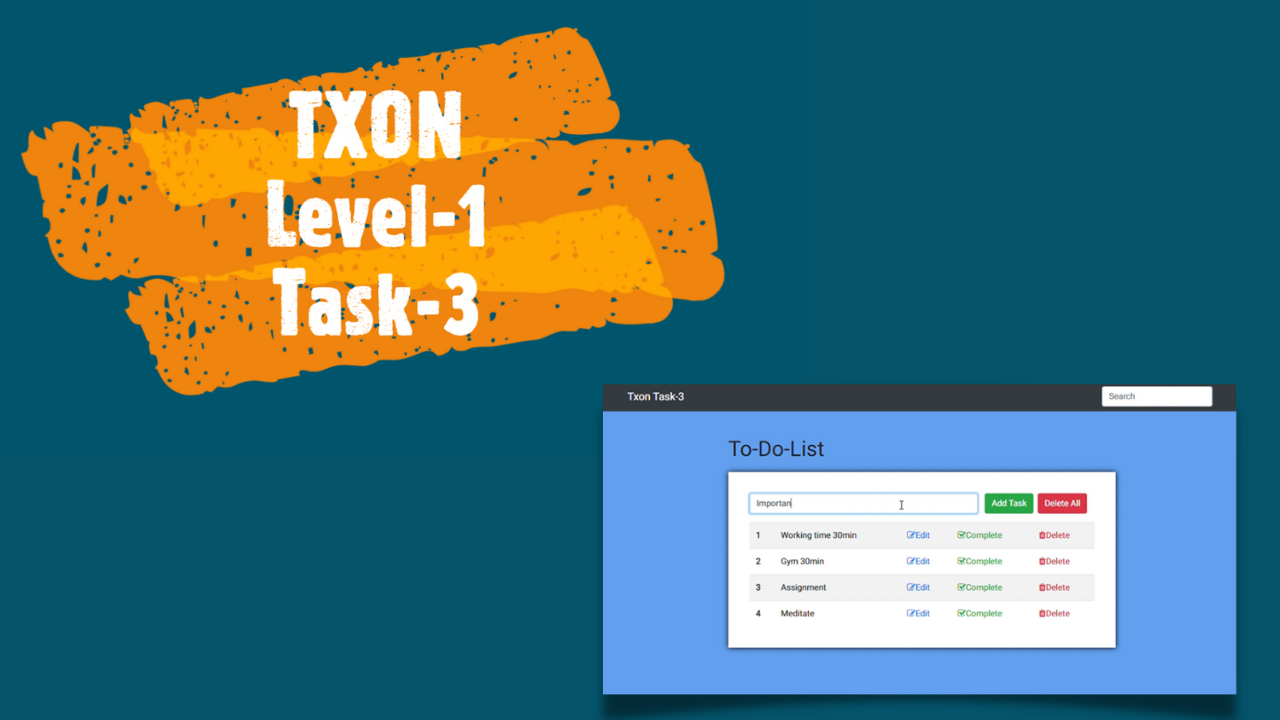 TXON
Level-1
Task-3
Txon Task-3 Search
To-Do-List
Importan Add Task Delete All
1 Working time 30min Edit Complete Delete
2 Gym 30min Edit Complete Delete
3 Assignment Edit Complete Delete
4 Meditate Edit Complete Delete